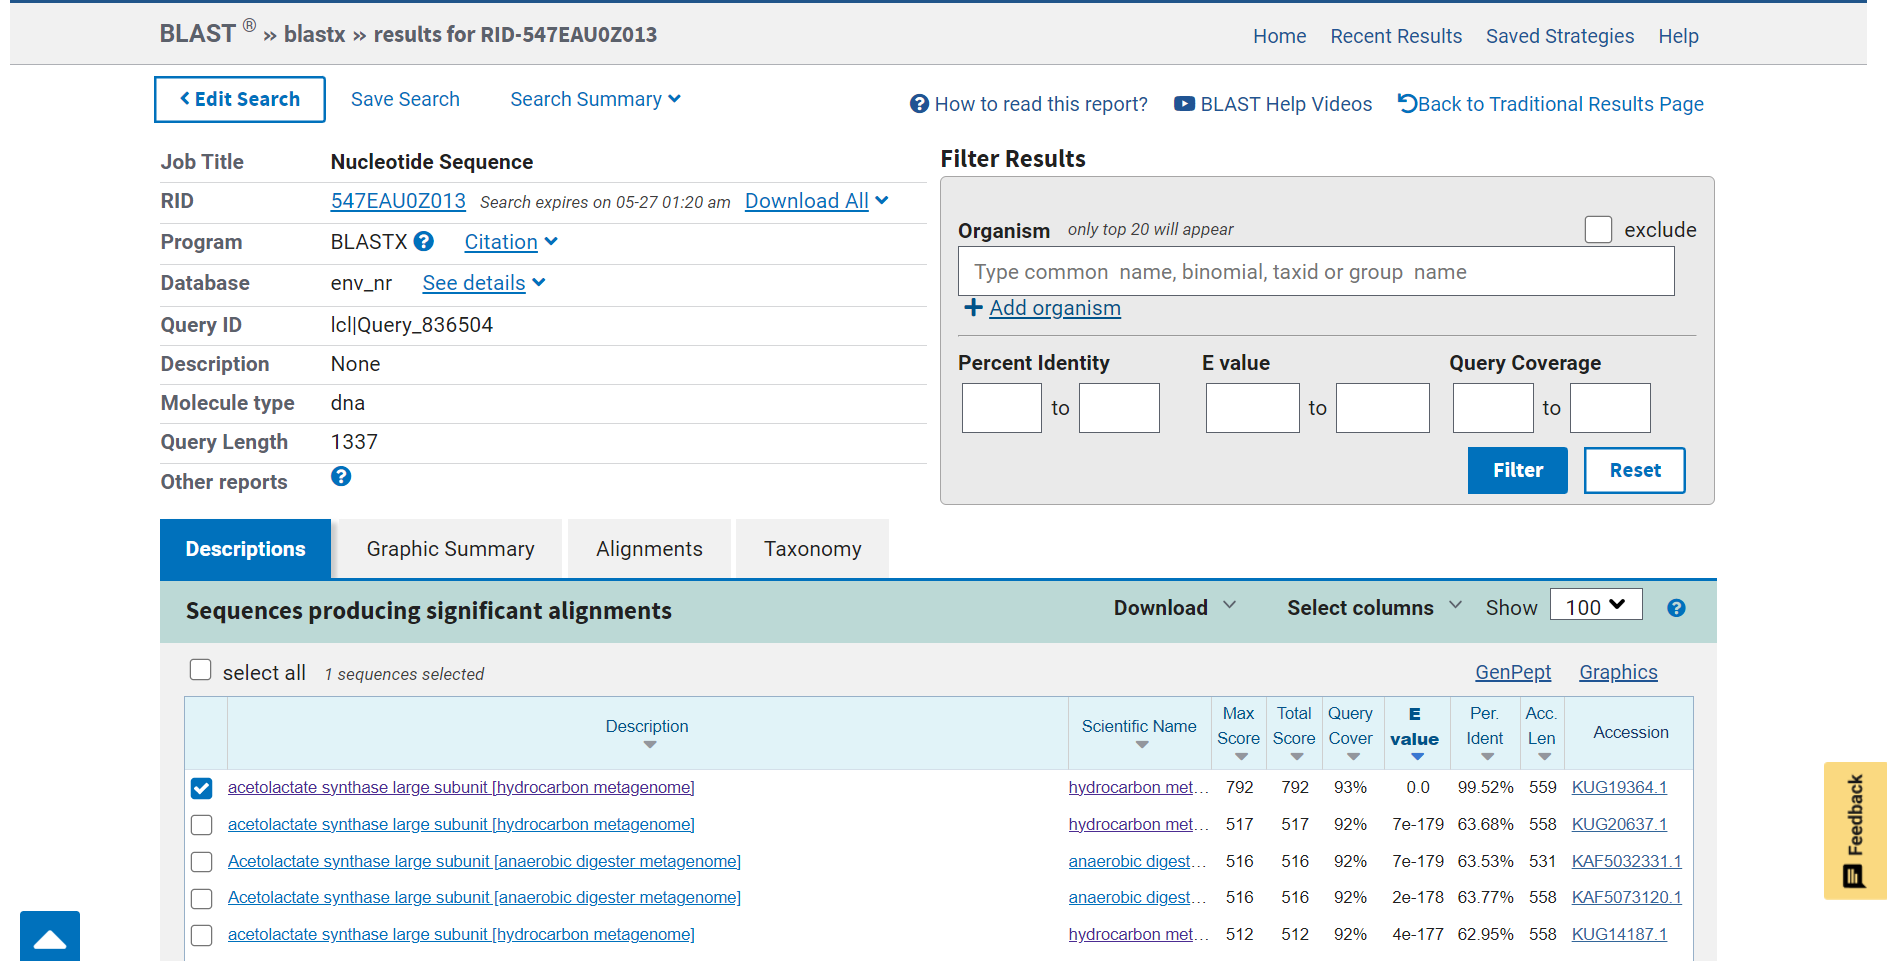 BLAST ® » blastx » results for RID-547EAU0Z013
Home Recent Results Saved Strategies Help
Edit Search Save Search Search Summary
How to read this report? BLAST Help Videos Back to Traditional Results Page
Job Title Nucleotide Sequence
RID 547EAU0Z013 Search expires on 05-27 01:20 am Download All
Program BLASTX Citation
Database env_nr See details
Query ID lcl|Query_836504
Description None
Molecule type dna
Query Length 1337
Other reports
Filter Results
Organism only top 20 will appear exclude
Type common name, binomial, taxid or group name
Add organism
Percent Identity E value Query Coverage
to to to
Filter Reset
Descriptions Graphic Summary Alignments Taxonomy
Sequences producing significant alignments Download Select columns Show 100
select all 1 sequences selected GenPept Graphics
Description Scientific Name Max Score Total Score Query Cover E value Per. Ident Acc. Len Accession
acetolactate synthase large subunit [hydrocarbon metagenome] hydrocarbon met... 792 792 93% 0.0 99.52% 559 KUG19364.1
acetolactate synthase large subunit [hydrocarbon metagenome] hydrocarbon met... 517 517 92% 7e-179 63.68% 558 KUG20637.1
Acetolactate synthase large subunit [anaerobic digester metagenome] anaerobic digest... 516 516 92% 7e-179 63.53% 531 KAF5032331.1
Acetolactate synthase large subunit [anaerobic digester metagenome] anaerobic digest... 516 516 92% 2e-178 63.77% 558 KAF5073120.1
acetolactate synthase large subunit [hydrocarbon metagenome] hydrocarbon met... 512 512 92% 4e-177 62.95% 558 KUG14187.1
Feedback